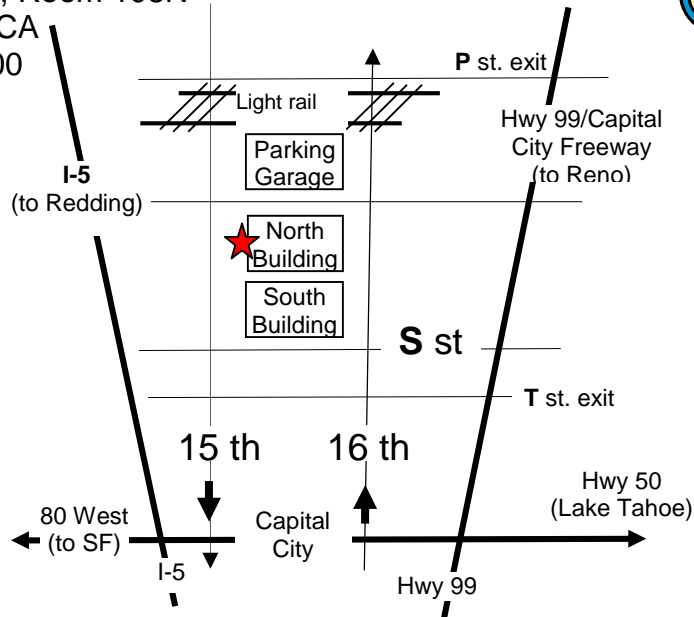 Room 108N
CA
00
P st. exit
Light rail
Hwy 99/Capital
City Freeway
(to Reno)
Parking
Garage
I-5
(to Redding)
North
Building
South
Building
S st
T st. exit
15 th
16 th
Hwy 50
(Lake Tahoe)
80 West
(to SF)
Capital
City
I-5
Hwy 99